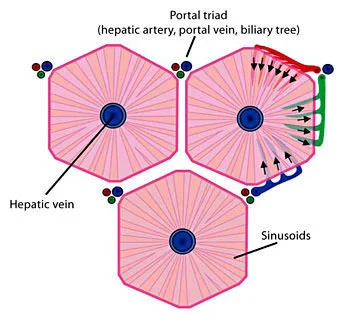 Portal triad
(hepatic artery, portal vein, biliary tree)
Hepatic vein
Sinusoids